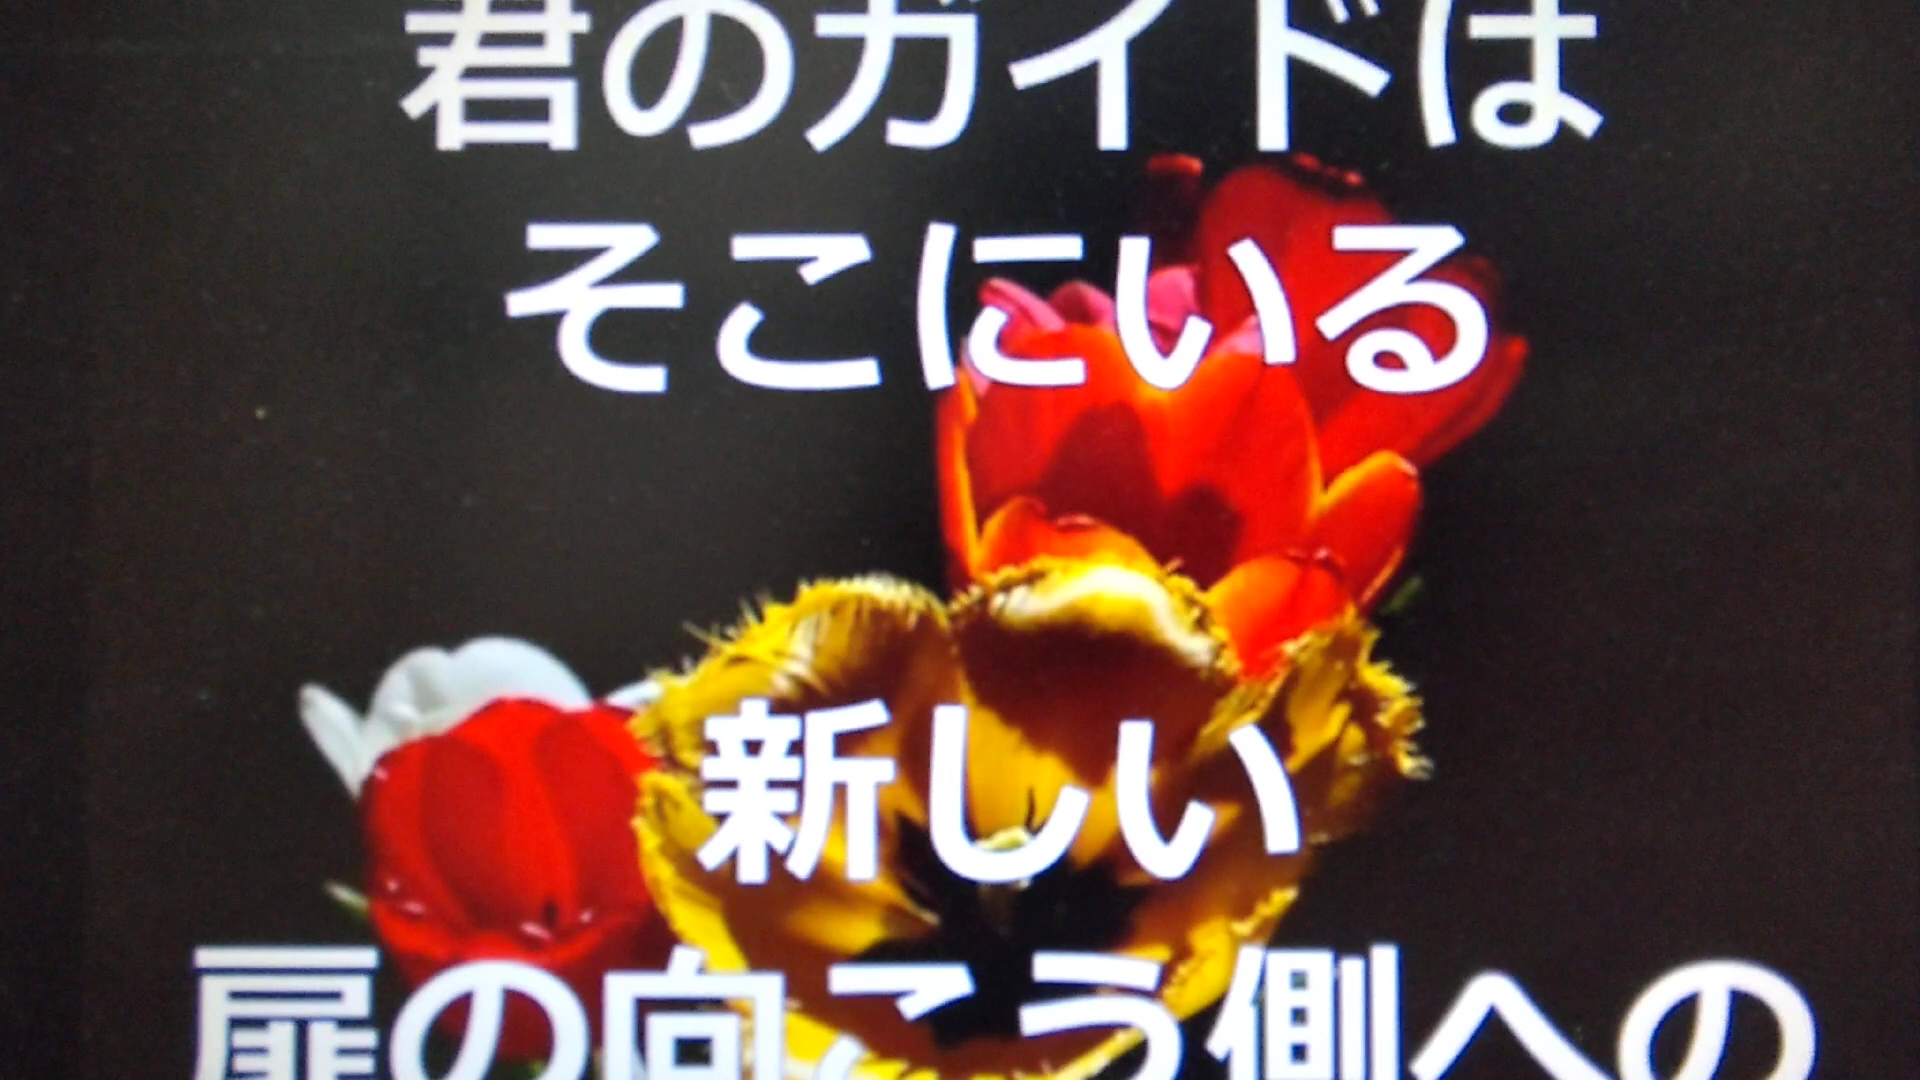 君のガイドは
そこにいる
新しい
扉の向こう側への